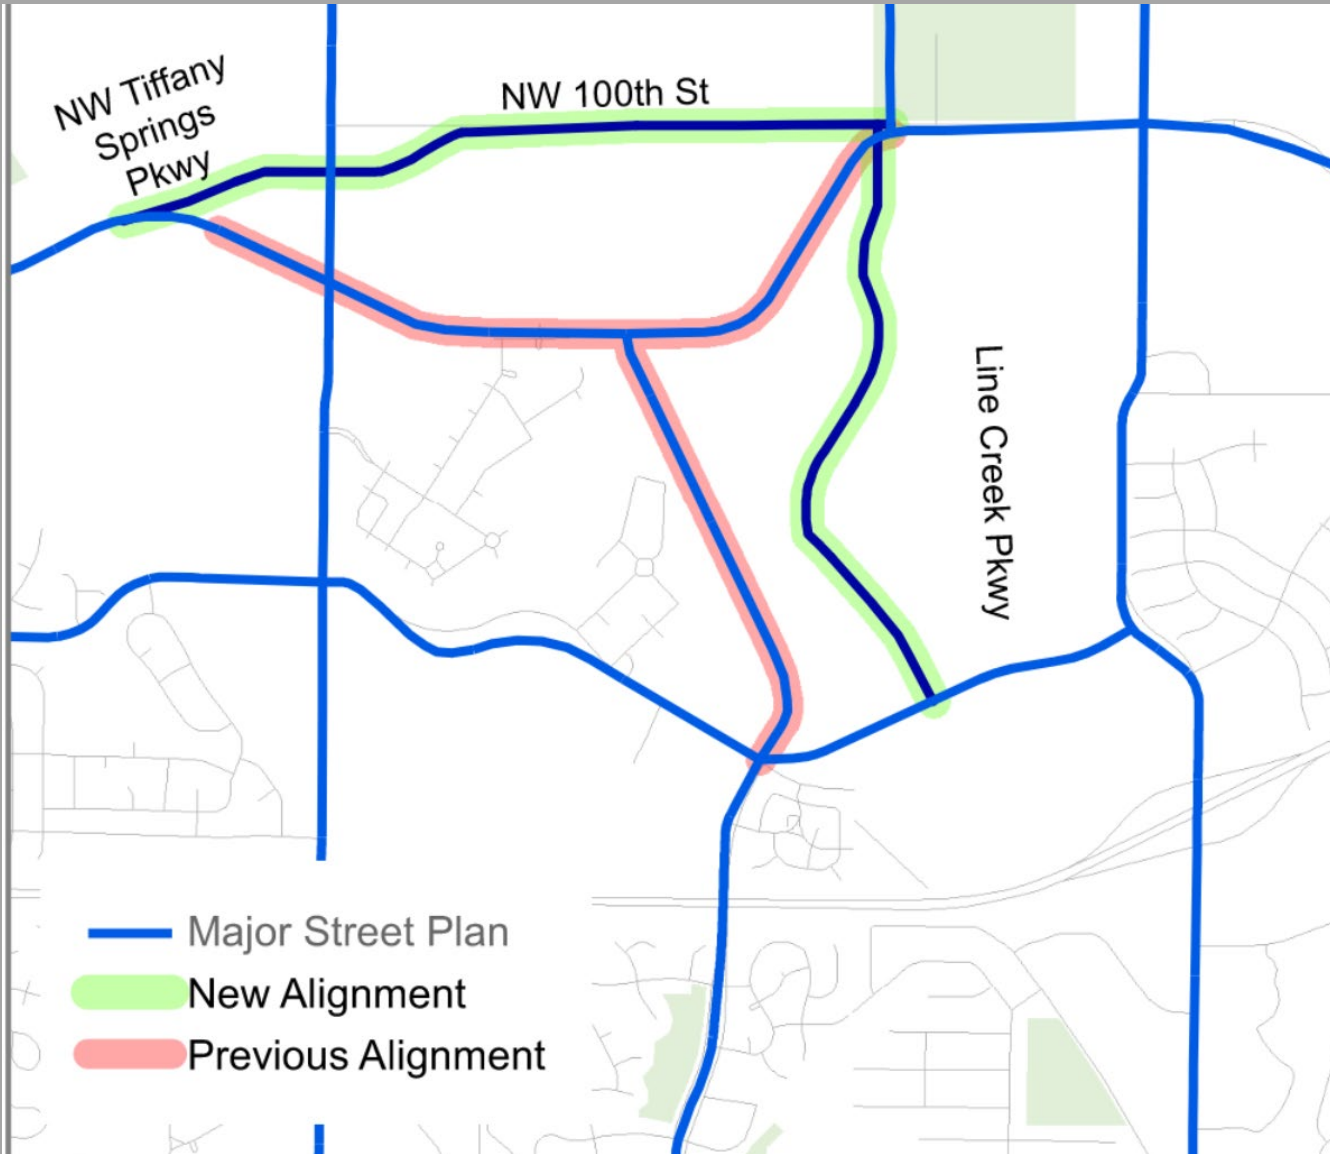 NW Tiffany
Springs
Pkwy
NW 100th St
Line Creek Pkwy
Major Street Plan
New Alignment
Previous Alignment